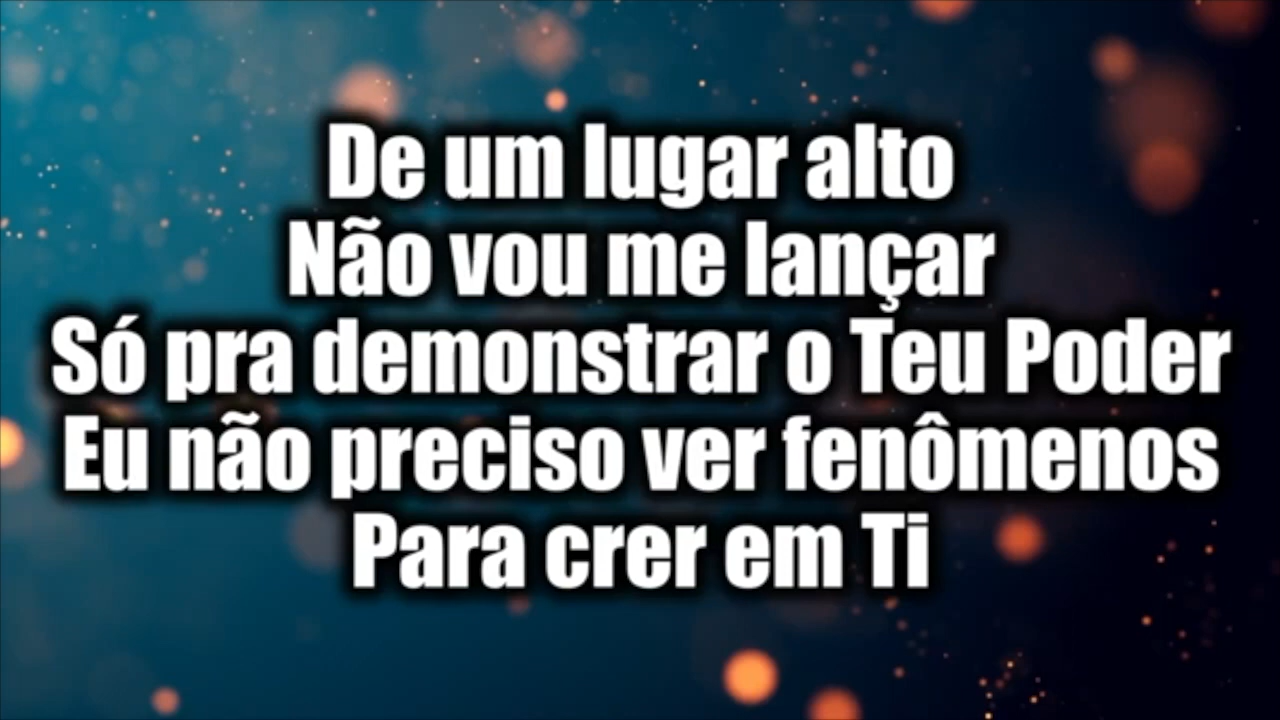 De um lugar alto
Não vou me lançar
Só pra demonstrar o Teu Poder
Eu não preciso ver fenômenos
Para crer em Ti